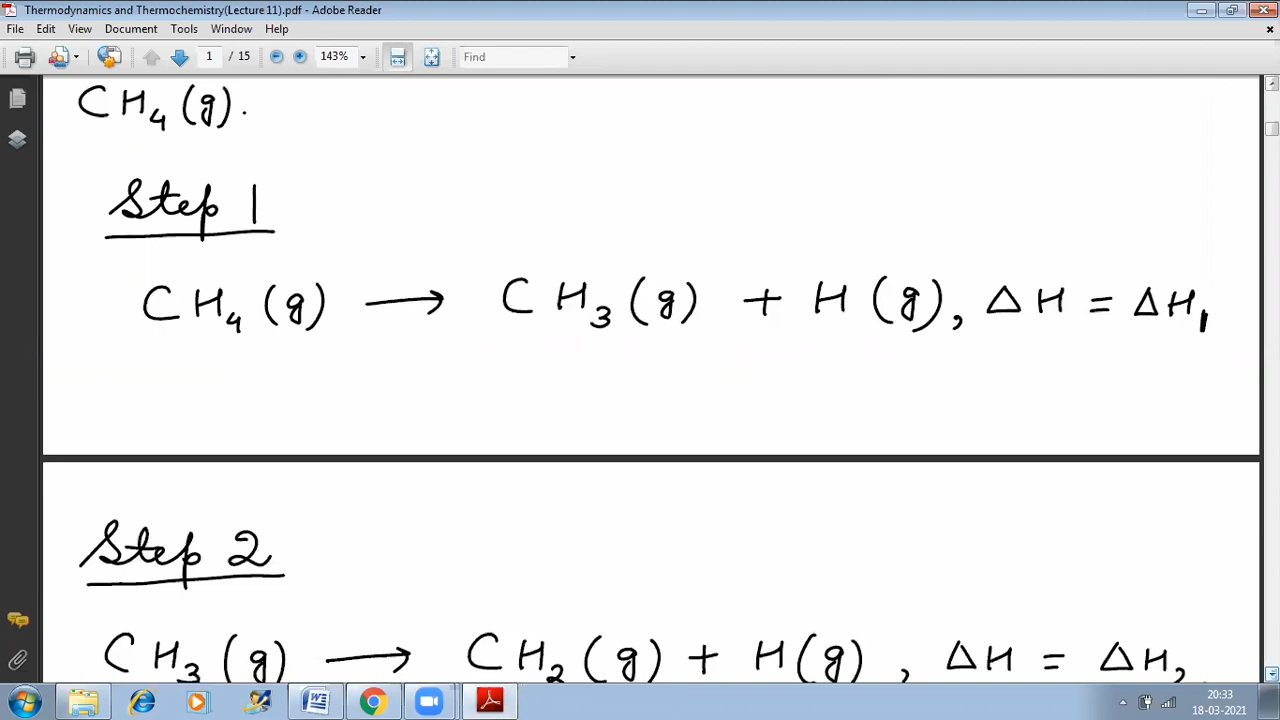 Thermodynamics and Thermochemistry(Lecture 11).pdf - Adobe Reader
File Edit View Document Tools Window Help
1 / 15 143% Find
CH₄(g).
Step 1
CH₄(g) ⟶ CH₃(g) + H(g), ΔH = ΔH₁
Step 2
CH₃(g) ⟶ CH₂(g) + H(g), ΔH = ΔH₂
20:33
18-03-2021